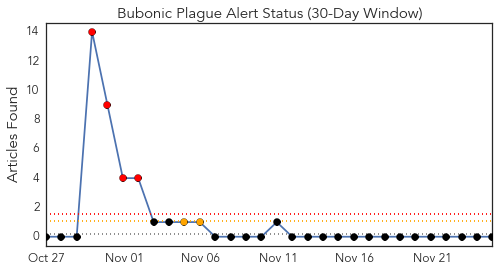 Bubonic Plague Alert Status (30-Day Window)
Articles Found
14
12
10
8
6
4
2
0
Oct 27
Nov 01
Nov 06
Nov 11
Nov 16
Nov 21